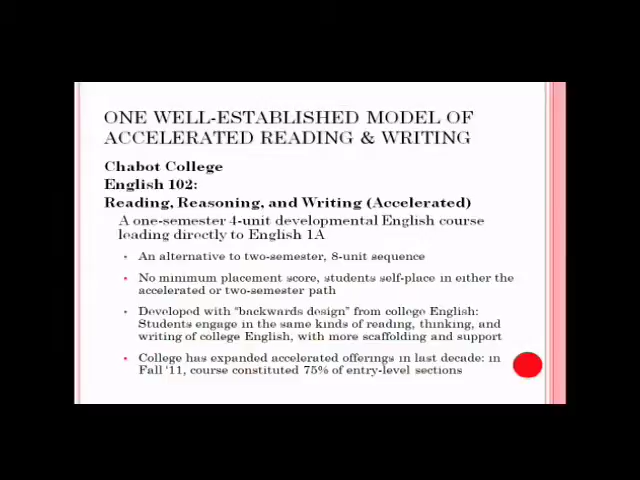 ONE WELL-ESTABLISHED MODEL OF
ACCELERATED READING & WRITING
Chabot College
English 102:
Reading, Reasoning, and Writing (Accelerated)
A one-semester 4-unit developmental English course
leading directly to English 1A
• An alternative to two-semester, 8-unit sequence
• No minimum placement score, students self-place in either the
accelerated or two-semester path
• Developed with "backwards design" from college English:
Students engage in the same kinds of reading, thinking, and
writing of college English, with more scaffolding and support
• College has expanded accelerated offerings in last decade: in
Fall '11, course constituted 75% of entry-level sections